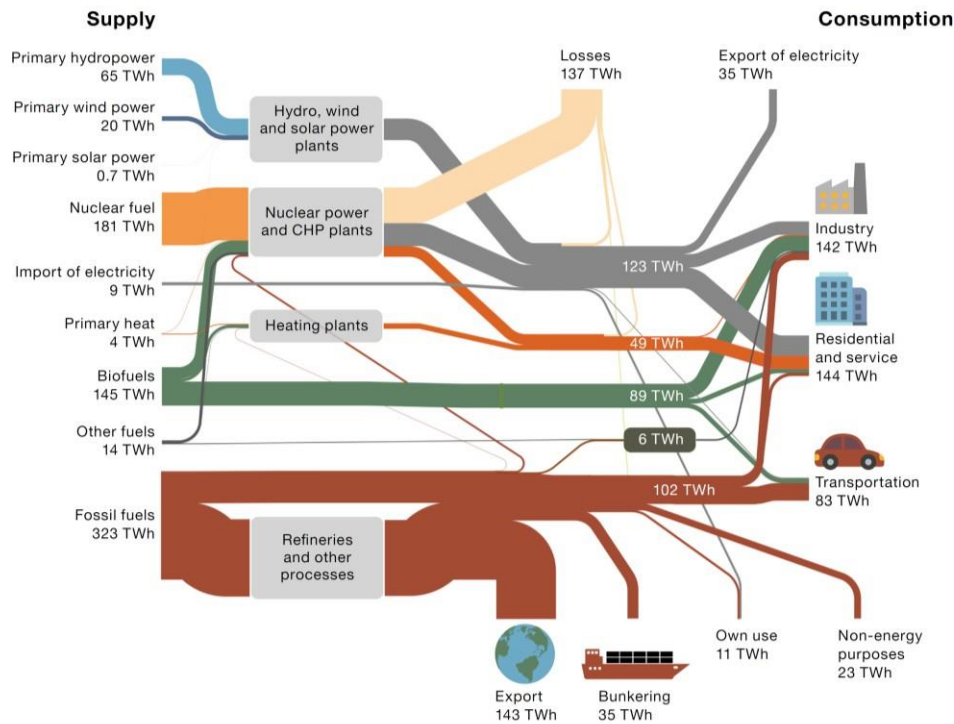 Supply
Consumption
Primary hydropower
65 TWh
Primary wind power
20 TWh
Primary solar power
0.7 TWh
Nuclear fuel
181 TWh
Import of electricity
9 TWh
Primary heat
4 TWh
Biofuels
145 TWh
Other fuels
14 TWh
Fossil fuels
323 TWh
Hydro, wind
and solar power
plants
Nuclear power
and CHP plants
Heating plants
Refineries
and other
processes
Losses
137 TWh
Export of electricity
35 TWh
123 TWh
49 TWh
89 TWh
6 TWh
102 TWh
Industry
142 TWh
Residential
and service
144 TWh
Transportation
83 TWh
Export
143 TWh
Bunkering
35 TWh
Own use
11 TWh
Non-energy
purposes
23 TWh